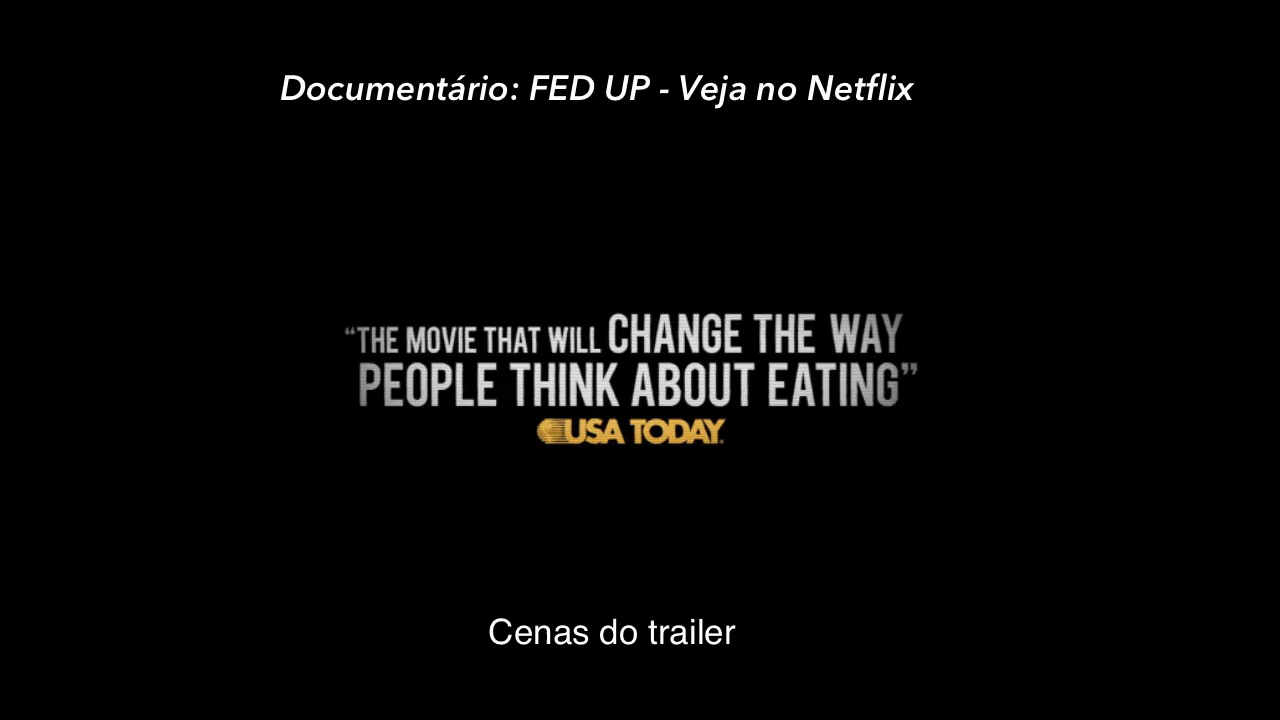 Documentário: FED UP - Veja no Netflix
“THE MOVIE THAT WILL CHANGE THE WAY
PEOPLE THINK ABOUT EATING”
USA TODAY
Cenas do trailer